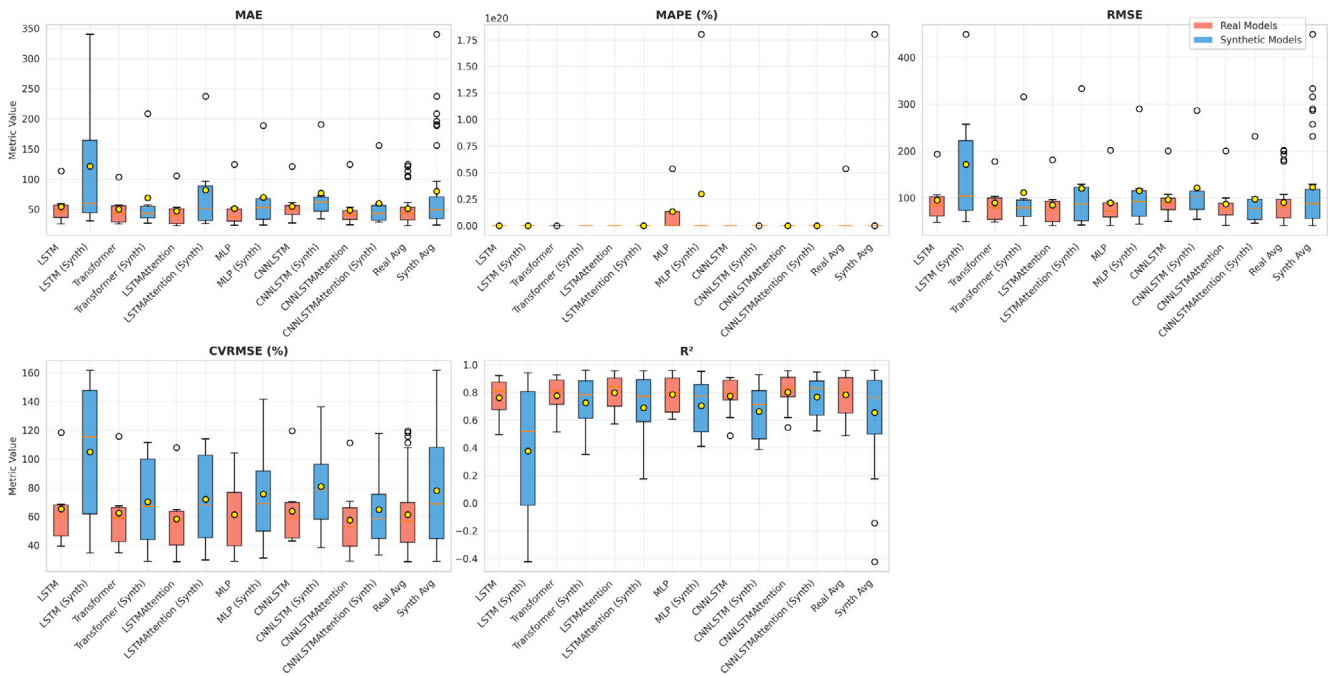 MAE
MAPE (%)
RMSE
Real Models
Synthetic Models
Metric Value
350
300
250
200
150
100
50
LSTM
LSTM (Synth)
Transformer
Transformer (Synth)
LSTMAttention
LSTMAttention (Synth)
MLP
MLP (Synth)
CNNLSTM
CNNLSTM (Synth)
CNNLSTMAttention
CNNLSTMAttention (Synth)
Real Avg
Synth Avg
1e20
1.75
1.50
1.25
1.00
0.75
0.50
0.25
0.00
LSTM
LSTM (Synth)
Transformer
Transformer (Synth)
LSTMAttention
LSTMAttention (Synth)
MLP
MLP (Synth)
CNNLSTM
CNNLSTM (Synth)
CNNLSTMAttention
CNNLSTMAttention (Synth)
Real Avg
Synth Avg
400
300
200
100
LSTM
LSTM (Synth)
Transformer
Transformer (Synth)
LSTMAttention
LSTMAttention (Synth)
MLP
MLP (Synth)
CNNLSTM
CNNLSTM (Synth)
CNNLSTMAttention
CNNLSTMAttention (Synth)
Real Avg
Synth Avg
CVRMSE (%)
R²
Metric Value
160
140
120
100
80
60
40
LSTM
LSTM (Synth)
Transformer
Transformer (Synth)
LSTMAttention
LSTMAttention (Synth)
MLP
MLP (Synth)
CNNLSTM
CNNLSTM (Synth)
CNNLSTMAttention
CNNLSTMAttention (Synth)
Real Avg
Synth Avg
1.0
0.8
0.6
0.4
0.2
0.0
−0.2
−0.4
LSTM
LSTM (Synth)
Transformer
Transformer (Synth)
LSTMAttention
LSTMAttention (Synth)
MLP
MLP (Synth)
CNNLSTM
CNNLSTM (Synth)
CNNLSTMAttention
CNNLSTMAttention (Synth)
Real Avg
Synth Avg